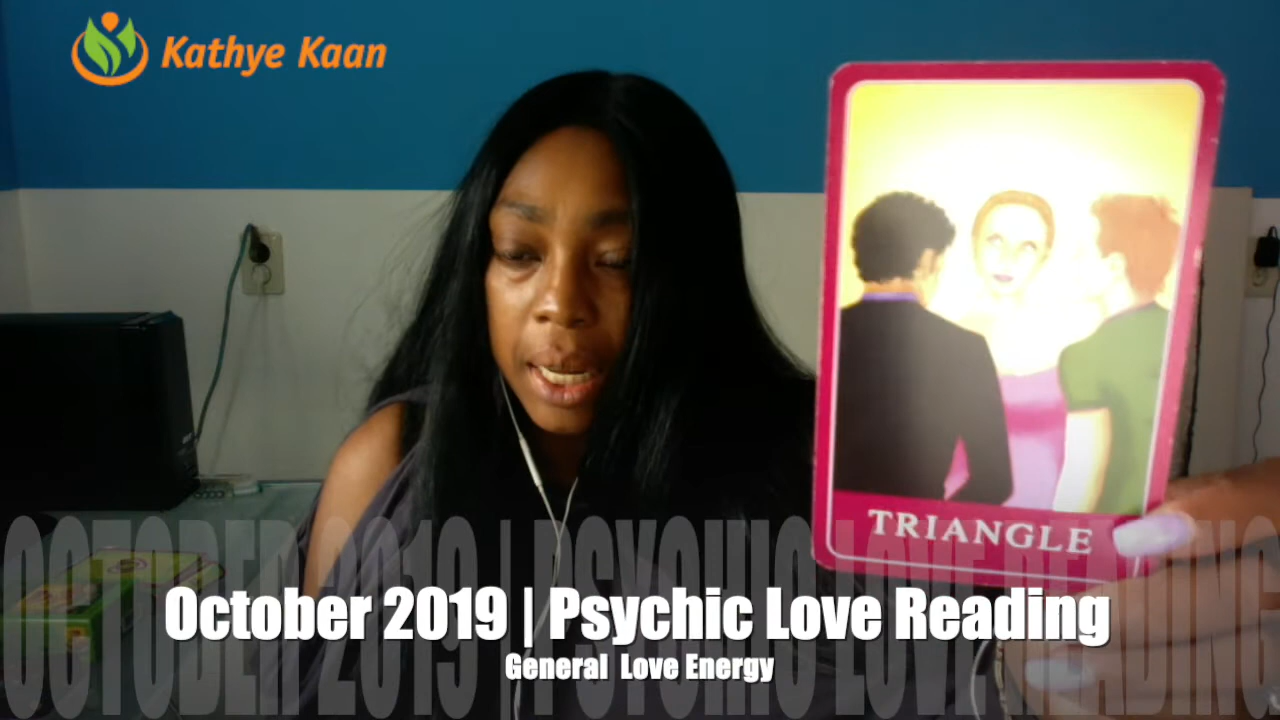 Kathye Kaan
TRIANGLE
OCTOBER 2019 | PSYCHIC LOVE READING
October 2019 | Psychic Love Reading
General Love Energy